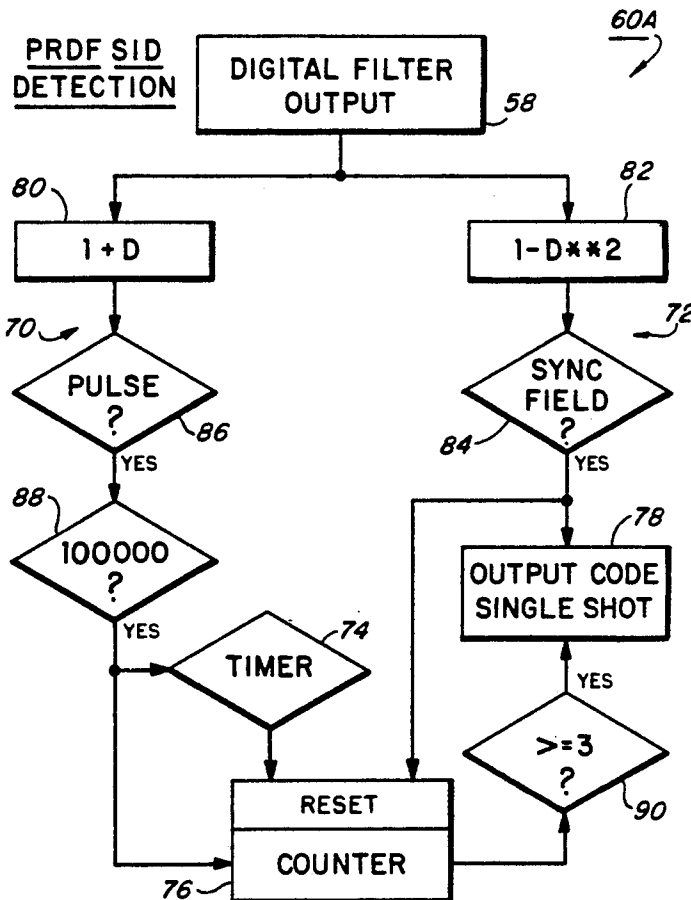 60A
PRDF SID
DETECTION
DIGITAL FILTER
OUTPUT
58
80
82
1+D
1-D**2
70
72
PULSE
?
86
YES
SYNC
FIELD
?
84
YES
88
100000
?
YES
78
OUTPUT CODE
SINGLE SHOT
74
TIMER
YES
>=3
?
90
RESET
COUNTER
76